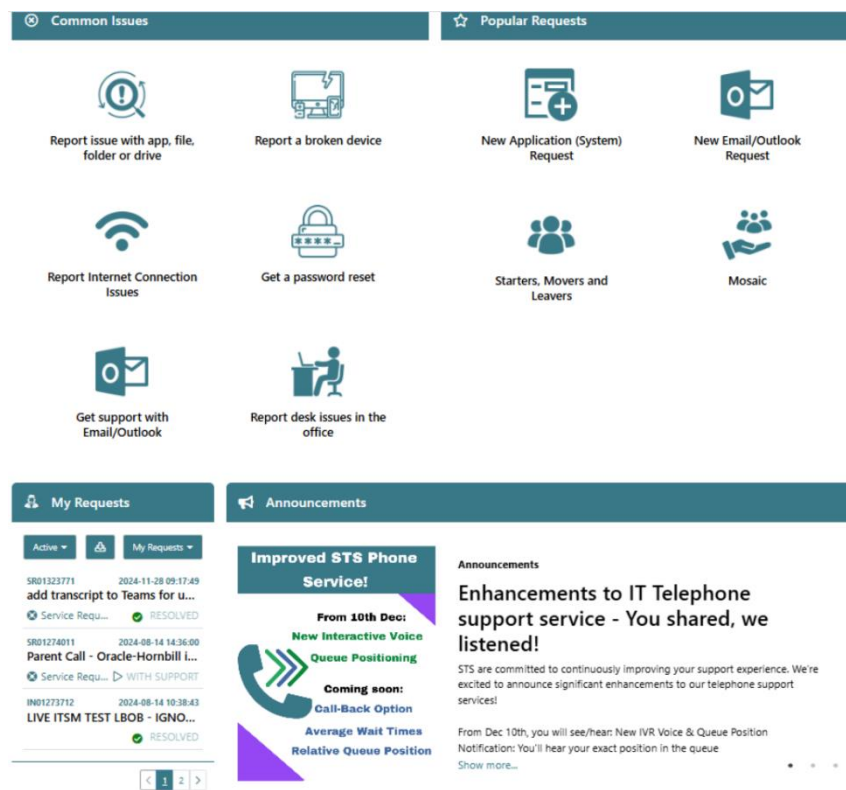 Common Issues
Popular Requests
Report issue with app, file,
folder or drive
Report a broken device
New Application (System)
Request
New Email/Outlook
Request
Report Internet Connection
Issues
****_
Get a password reset
Starters, Movers and
Leavers
Mosaic
Get support with
Email/Outlook
Report desk issues in the
office
My Requests
Active
My Requests
SR01323771 2024-11-28 09:17:49
add transcript to Teams for u...
Service Requ... RESOLVED
SR01274011 2024-08-14 14:36:00
Parent Call - Oracle-Hornbill i...
Service Requ... WITH SUPPORT
IN01273712 2024-08-14 10:38:43
LIVE ITSM TEST LBOB - IGNO...
RESOLVED
< 1 2 >
Announcements
Improved STS Phone
Service!
From 10th Dec:
New Interactive Voice
Queue Positioning
Coming soon:
Call-Back Option
Average Wait Times
Relative Queue Position
Announcements
Enhancements to IT Telephone
support service - You shared, we
listened!
STS are committed to continuously improving your support experience. We're
excited to announce significant enhancements to our telephone support
services!
From Dec 10th, you will see/hear: New IVR Voice & Queue Position
Notification: You'll hear your exact position in the queue
Show more...